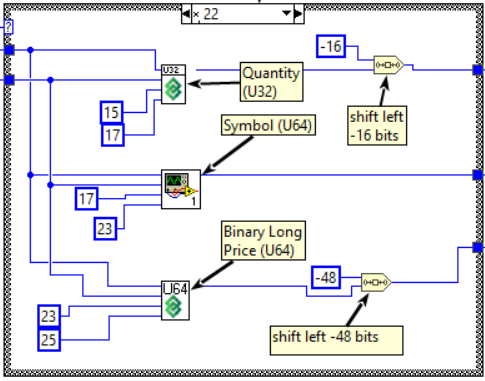 × 22
?
-16
U32
Quantity
(U32)
15
17
shift left
-16 bits
Symbol (U64)
17
1
23
Binary Long
Price (U64)
U64
-48
23
25
shift left -48 bits